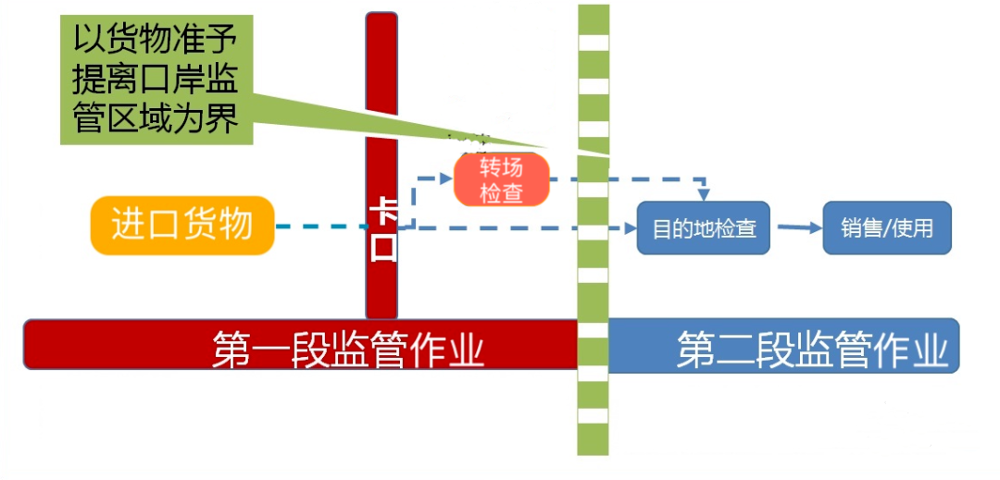 以货物准予
提离口岸监
管区域为界
转场
检查
进口货物
卡
口
目的地检查
销售/使用
第一段监管作业
第二段监管作业